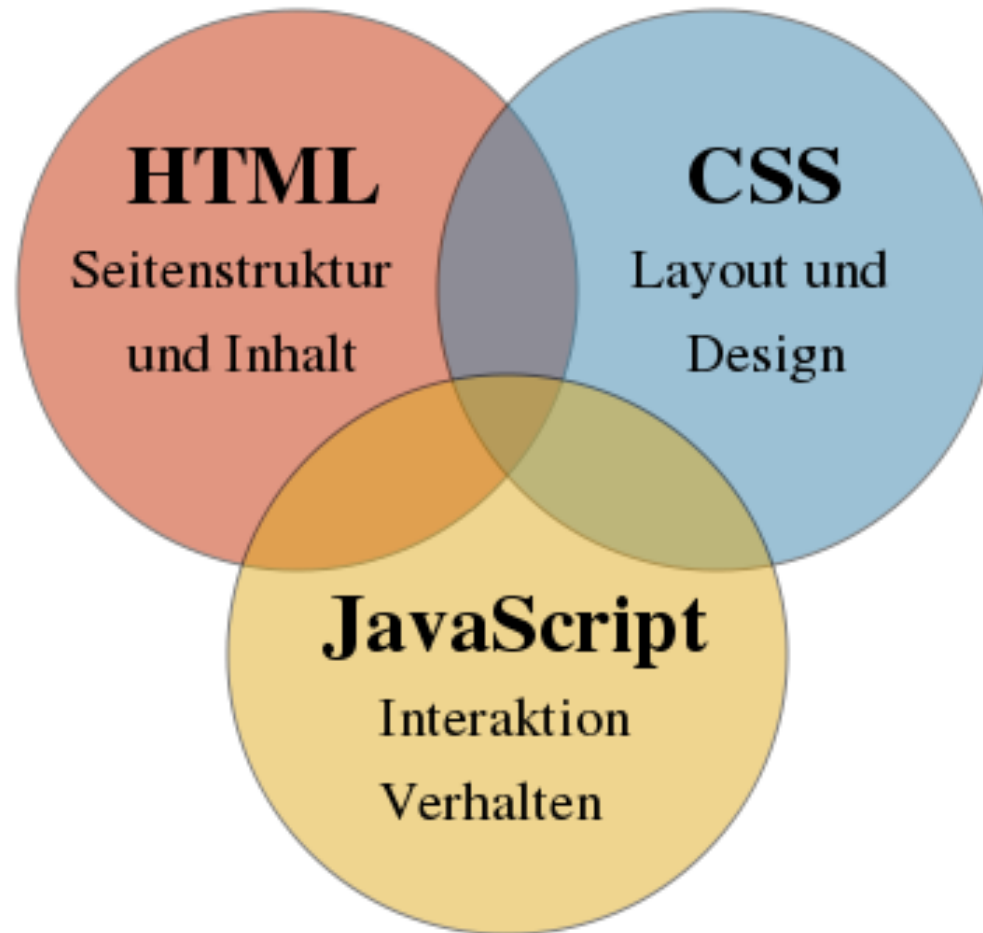 HTML
Seitenstruktur
und Inhalt
CSS
Layout und
Design
JavaScript
Interaktion
Verhalten